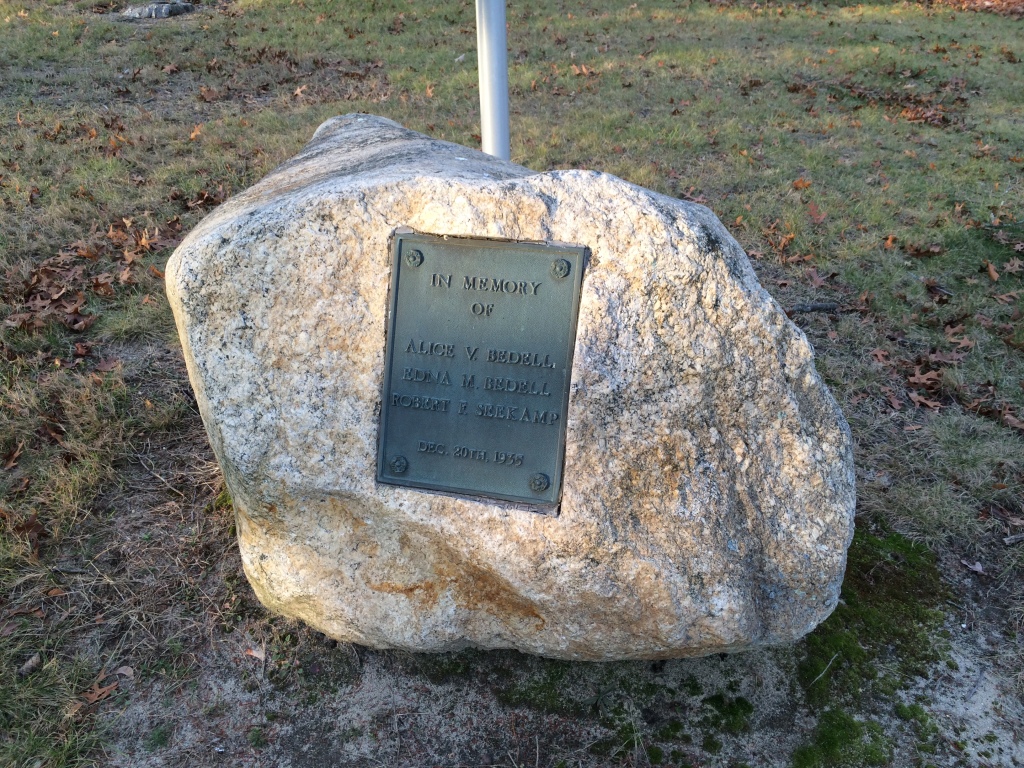 IN MEMORY
OF
ALICE V. BEDELL
EDNA M. BEDELL
ROBERT F. SEEKAMP
DEC. 20TH. 1935